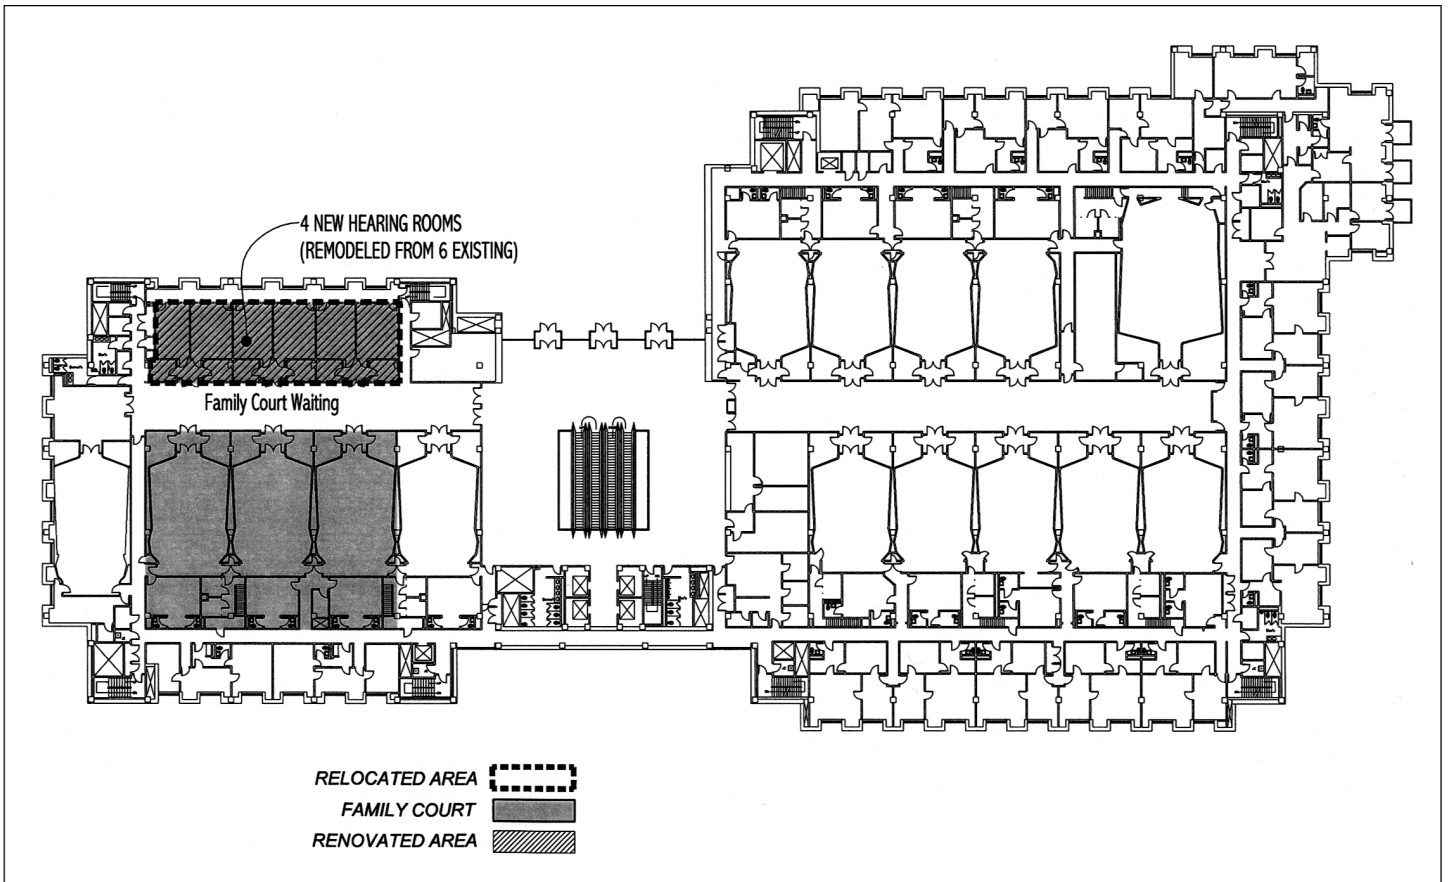 4 NEW HEARING ROOMS
(REMODELED FROM 6 EXISTING)
Family Court Waiting
RELOCATED AREA
FAMILY COURT
RENOVATED AREA